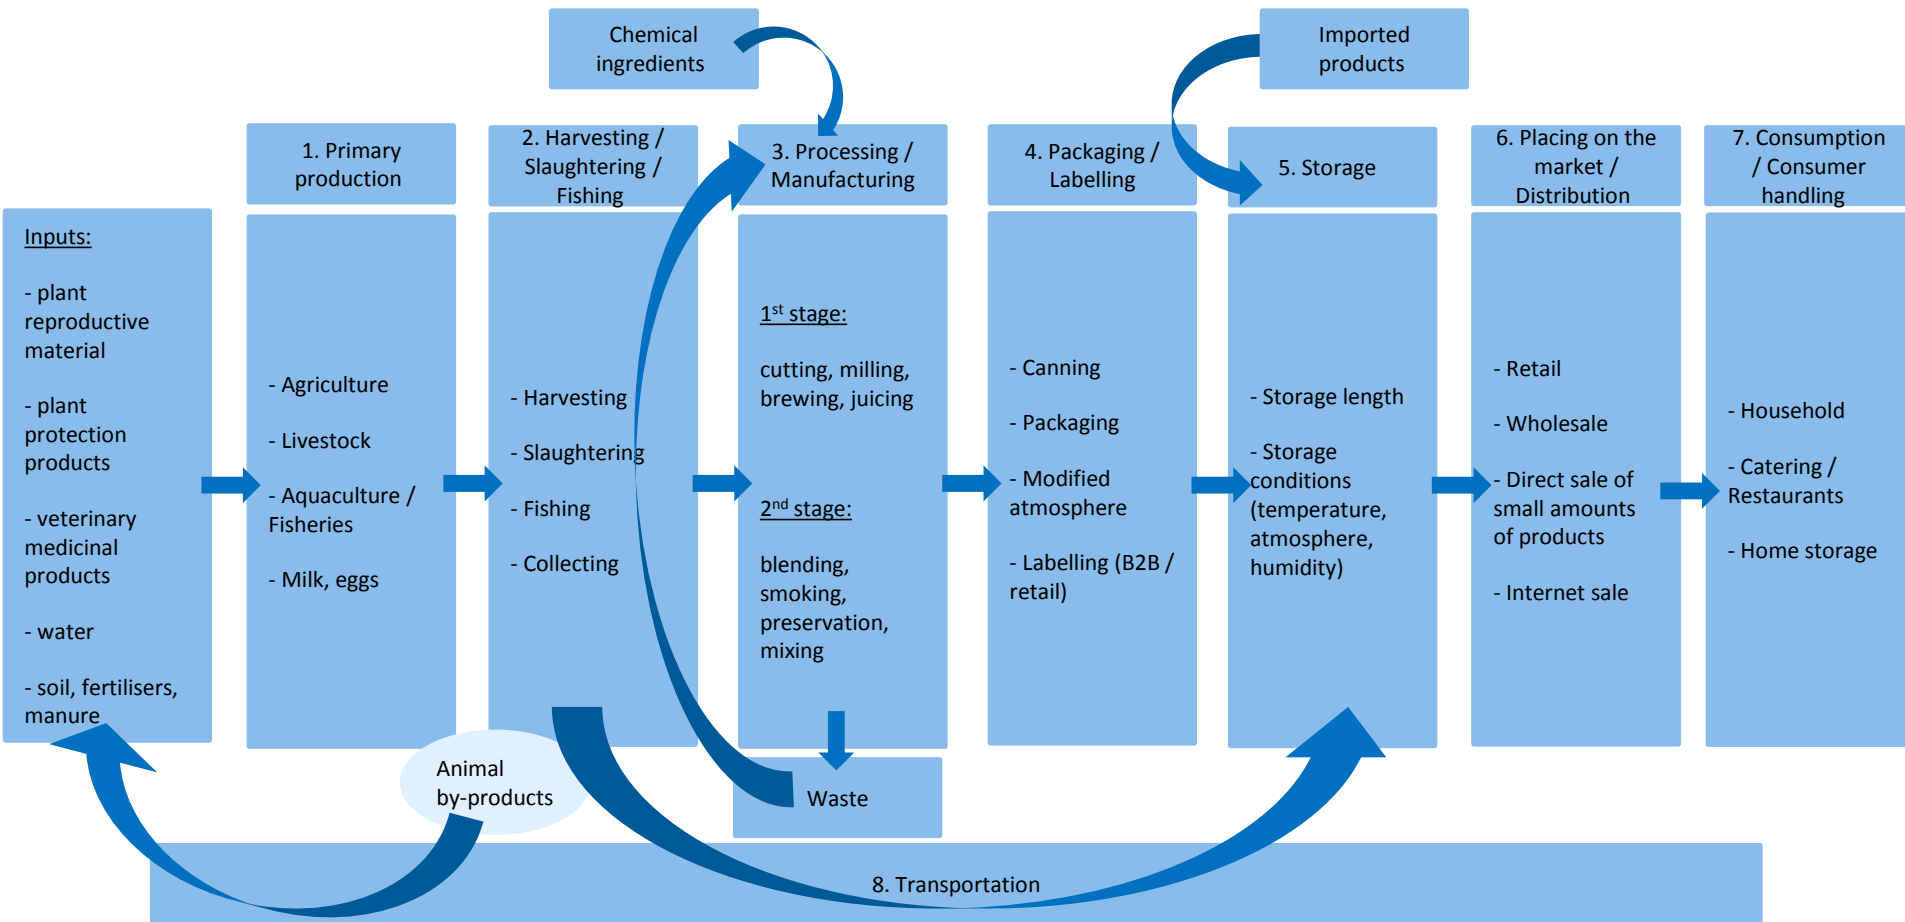 Chemical
ingredients
Imported
products
1. Primary
production
2. Harvesting /
Slaughtering /
Fishing
3. Processing /
Manufacturing
4. Packaging /
Labelling
5. Storage
6. Placing on the
market /
Distribution
7. Consumption
/ Consumer
handling
Inputs:
- plant
reproductive
material
- plant
protection
products
- veterinary
medicinal
products
- water
- soil, fertilisers,
manure
- Agriculture
- Livestock
- Aquaculture /
Fisheries
- Milk, eggs
- Harvesting
- Slaughtering
- Fishing
- Collecting
1st stage:
cutting, milling,
brewing, juicing
2nd stage:
blending,
smoking,
preservation,
mixing
- Canning
- Packaging
- Modified
atmosphere
- Labelling (B2B /
retail)
- Storage length
- Storage
conditions
(temperature,
atmosphere,
humidity)
- Retail
- Wholesale
- Direct sale of
small amounts
of products
- Internet sale
- Household
- Catering /
Restaurants
- Home storage
Animal
by-products
Waste
8. Transportation